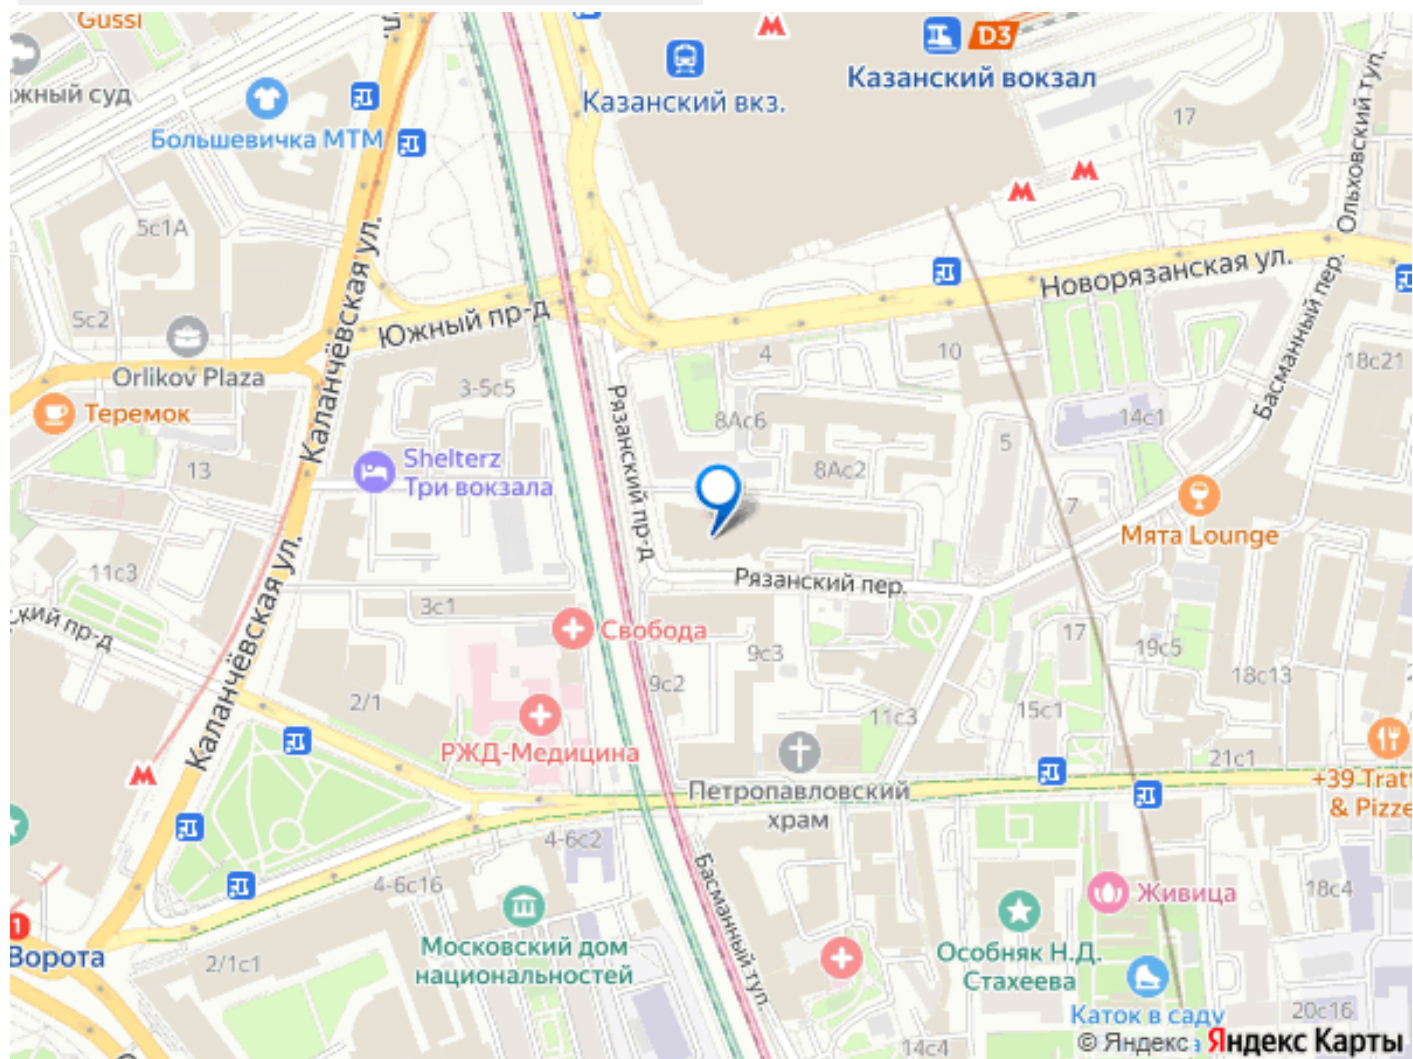 Gussi
жный суд
Большевичка МТМ
Казанский вкз.
D3
Казанский вокзал
17
Ольховский туп.
5с1А
Каланчёвская ул.
5с2
Orlikov Plaza
Южный пр-д
Новорязанская ул.
Басманный пер.
18с21
Теремок
3-5с5
4
10
8Ас6
14с1
13
Shelterz
Три вокзала
Рязанский пр-д
8Ас2
5
7
Мята Lounge
11с3
ский пр-д
Каланчёвская ул.
3с1
Рязанский пер.
Свобода
9с3
17
19с5
9с2
18с13
2/1
11с3
15с1
РЖД-Медицина
21с1
Петропавловский
храм
+39 Tratt
& Pizze
4-6с2
4-6с16
Басманный туп.
Живица
18с4
1
Ворота
2/1с1
Московский дом
национальностей
Особняк Н.Д.
Стахеева
Каток в саду
20с16
14с4
© Яндекс Яндекс Карты